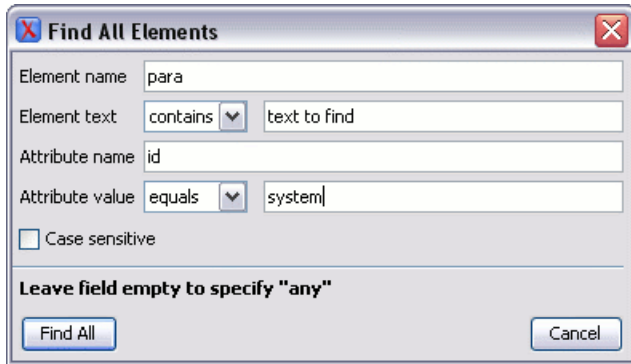 Find All Elements
Element name para
Element text contains text to find
Attribute name id
Attribute value equals system
Case sensitive
Leave field empty to specify "any"
Find All Cancel